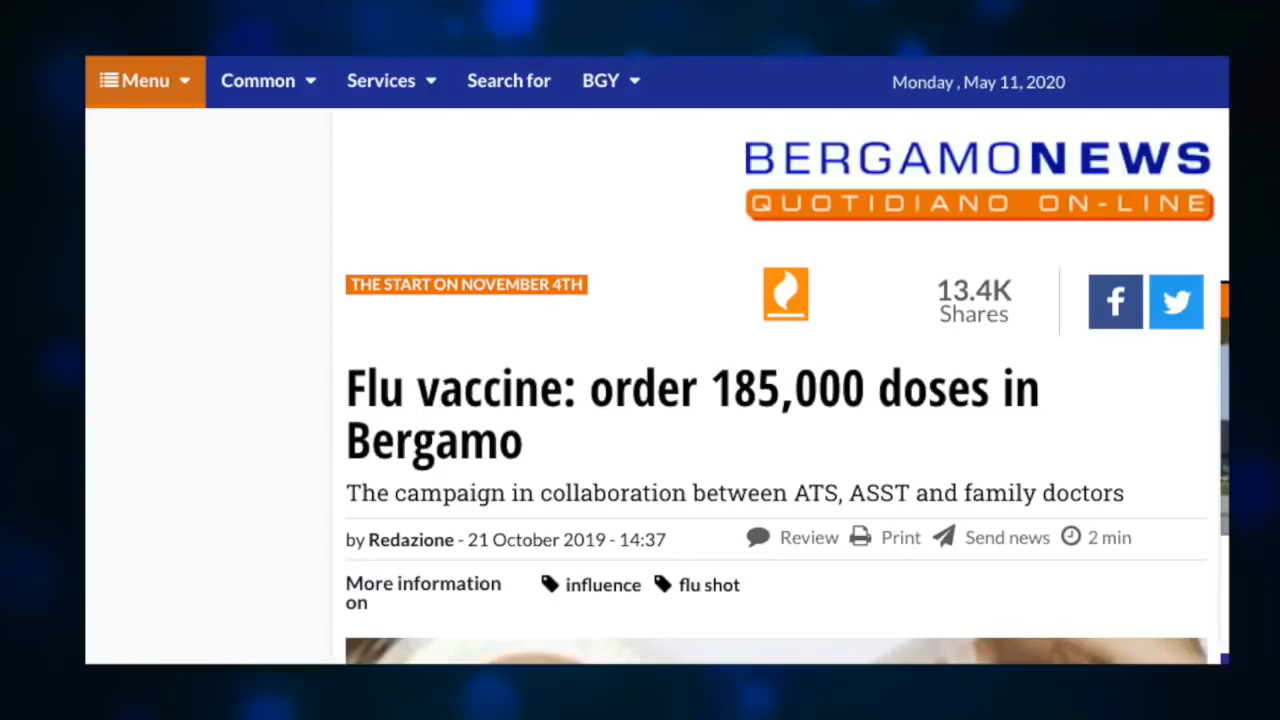 Menu Common Services Search for BGY Monday , May 11, 2020
BERGAMONEWS
QUOTIDIANO ON-LINE
THE START ON NOVEMBER 4TH
13.4K
Shares
Flu vaccine: order 185,000 doses in
Bergamo
The campaign in collaboration between ATS, ASST and family doctors
by Redazione - 21 October 2019 - 14:37 Review Print Send news 2 min
More information
on
influence flu shot